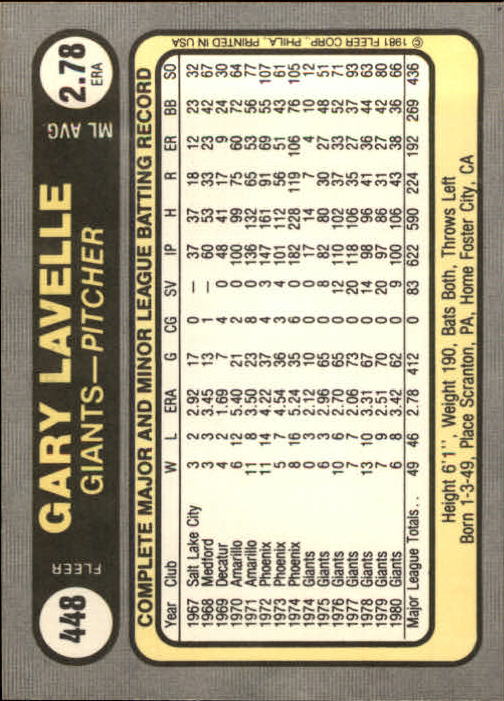 448 FLEER GARY LAVELLE ML AVG 2.78 ERA
GIANTS—PITCHER
COMPLETE MAJOR AND MINOR LEAGUE BATTING RECORD
Year Club W L ERA G CG SV IP H R ER BB SO
1967 Salt Lake City 3 3 2.92 17 0 — 37 37 18 12 23 32
1968 Medford 3 2 3.45 13 1 — 60 53 33 23 42 67
1969 Decatur 4 2 1.69 7 4 0 48 41 17 9 24 30
1970 Amarillo 6 12 5.40 21 2 0 100 99 75 60 72 64
1971 Amarillo 11 8 3.50 23 8 0 136 132 65 53 56 77
1972 Phoenix 11 14 4.22 37 4 3 147 161 91 69 55 107
1973 Phoenix 5 7 4.54 36 3 4 101 112 56 51 43 61
1974 Phoenix 8 16 5.24 35 6 182 228 119 106 76 105
1974 Giants 0 3 2.12 10 0 0 17 14 7 4 10 12
1975 Giants 6 3 2.96 65 0 8 82 80 30 27 48 51
1976 Giants 10 6 2.70 65 0 12 110 102 37 33 52 71
1977 Giants 7 7 2.06 73 0 20 118 106 35 27 37 93
1978 Giants 13 10 3.31 67 0 14 98 96 41 36 44 63
1979 Giants 7 9 2.51 70 0 20 97 86 31 27 42 80
1980 Giants 6 8 3.42 62 0 9 100 106 43 38 36 66
Major League Totals . . 49 46 2.78 412 0 83 622 590 224 192 269 436
Height 6'1", Weight 190, Bats Both, Throws Left
Born 1-3-49, Place Scranton, PA, Home Foster City, CA
© 1981 FLEER CORP., PHILA., PRINTED IN USA